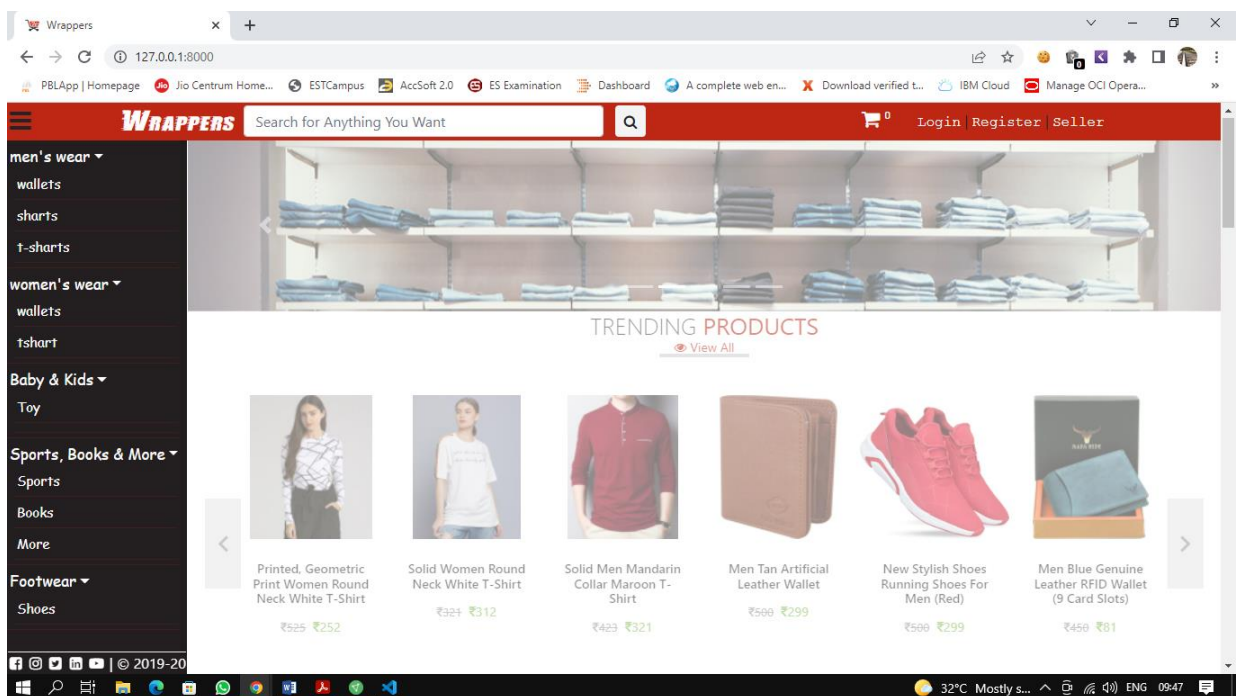 Wrappers
127.0.0.1:8000
PBLApp | Homepage Jio Centrum Home... ESTCampus AccSoft 2.0 ES Examination Dashboard A complete web en... Download verified t... IBM Cloud Manage OCI Opera... »
WRAPPERS Search for Anything You Want 0 Login Register Seller
men's wear
wallets
sharts
t-sharts
women's wear
wallets
tshart
Baby & Kids
Toy
Sports, Books & More
Sports
Books
More
Footwear
Shoes
| © 2019-20
TRENDING PRODUCTS
View All
Printed, Geometric
Print Women Round
Neck White T-Shirt
₹525 ₹252
Solid Women Round
Neck White T-Shirt
₹321 ₹312
Solid Men Mandarin
Collar Maroon T-
Shirt
₹423 ₹321
Men Tan Artificial
Leather Wallet
₹500 ₹299
New Stylish Shoes
Running Shoes For
Men (Red)
₹500 ₹299
Men Blue Genuine
Leather RFID Wallet
(9 Card Slots)
₹450 ₹81
32°C Mostly s... ENG 09:47